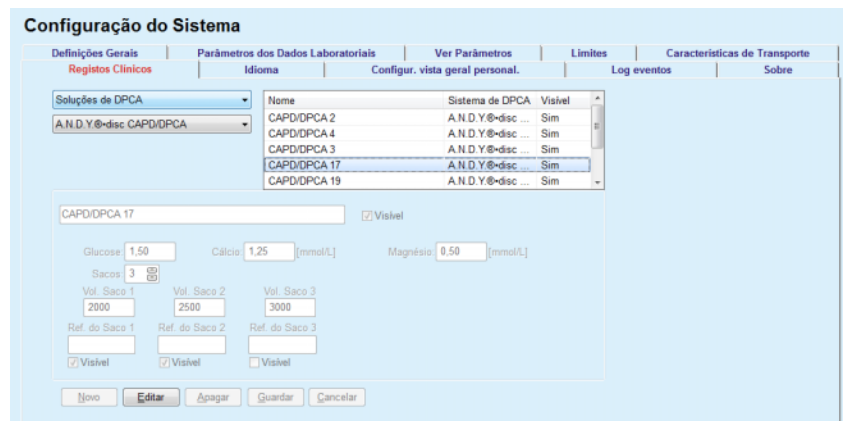 Configuração do Sistema
Definições Gerais Parâmetros dos Dados Laboratoriais Ver Parâmetros Limites Características de Transporte
Registos Clínicos Idioma Configur. vista geral personal. Log eventos Sobre
Soluções de DPCA
A.N.D.Y.®•disc CAPD/DPCA
Nome Sistema de DPCA Visível
CAPD/DPCA 2 A.N.D.Y.®•disc ... Sim
CAPD/DPCA 4 A.N.D.Y.®•disc ... Sim
CAPD/DPCA 3 A.N.D.Y.®•disc ... Sim
CAPD/DPCA 17 A.N.D.Y.®•disc ... Sim
CAPD/DPCA 19 A.N.D.Y.®•disc ... Sim
CAPD/DPCA 17 Visível
Glucose: 1,50 Cálcio: 1,25 [mmol/L] Magnésio: 0,50 [mmol/L]
Sacos: 3
Vol. Saco 1 Vol. Saco 2 Vol. Saco 3
2000 2500 3000
Ref. do Saco 1 Ref. do Saco 2 Ref. do Saco 3
Visível Visível Visível
Novo Editar Apagar Guardar Cancelar